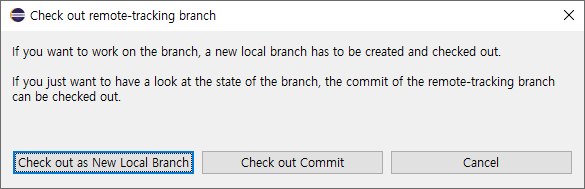 Check out remote-tracking branch
If you want to work on the branch, a new local branch has to be created and checked out.
If you just want to have a look at the state of the branch, the commit of the remote-tracking branch
can be checked out.
Check out as New Local Branch
Check out Commit
Cancel